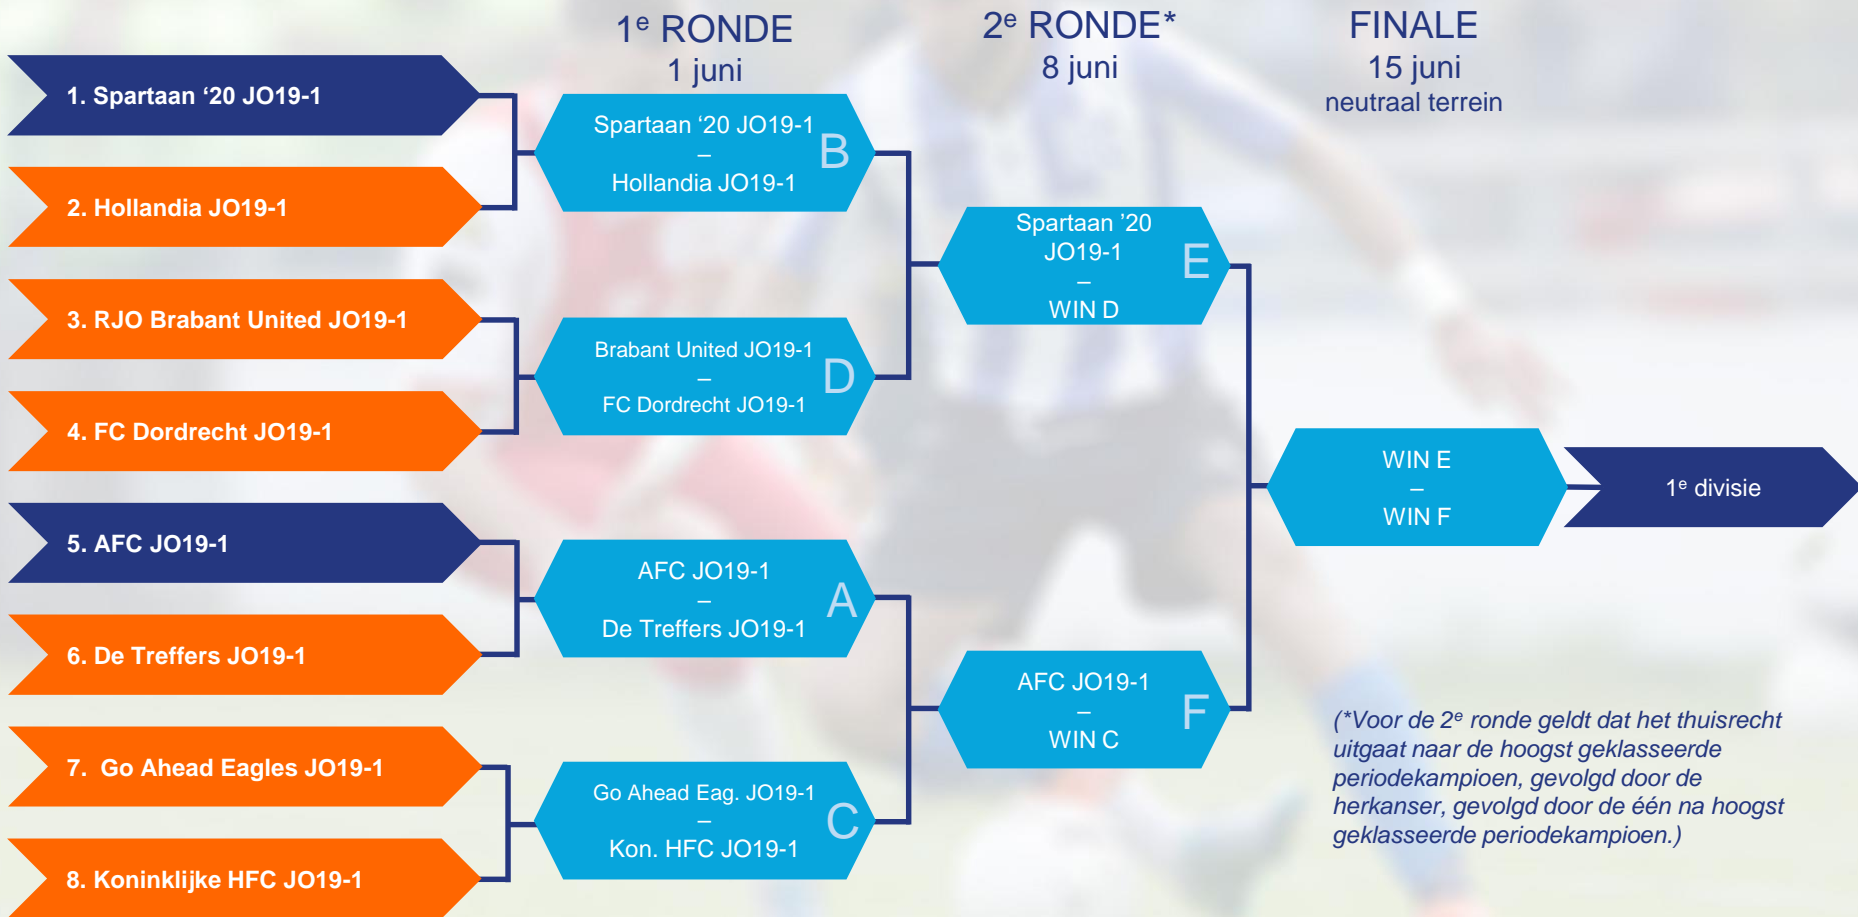 1e RONDE
1 juni
2e RONDE*
8 juni
FINALE
15 juni
neutraal terrein
1. Spartaan ‘20 JO19-1
2. Hollandia JO19-1
3. RJO Brabant United JO19-1
4. FC Dordrecht JO19-1
5. AFC JO19-1
6. De Treffers JO19-1
7. Go Ahead Eagles JO19-1
8. Koninklijke HFC JO19-1
Spartaan ‘20 JO19-1
–
Hollandia JO19-1
B
Brabant United JO19-1
–
FC Dordrecht JO19-1
D
AFC JO19-1
–
De Treffers JO19-1
A
Go Ahead Eag. JO19-1
–
Kon. HFC JO19-1
C
Spartaan ’20
JO19-1
–
WIN D
E
AFC JO19-1
–
WIN C
F
WIN E
–
WIN F
1e divisie
(*Voor de 2e ronde geldt dat het thuisrecht
uitgaat naar de hoogst geklasseerde
periodekampioen, gevolgd door de
herkanser, gevolgd door de één na hoogst
geklasseerde periodekampioen.)